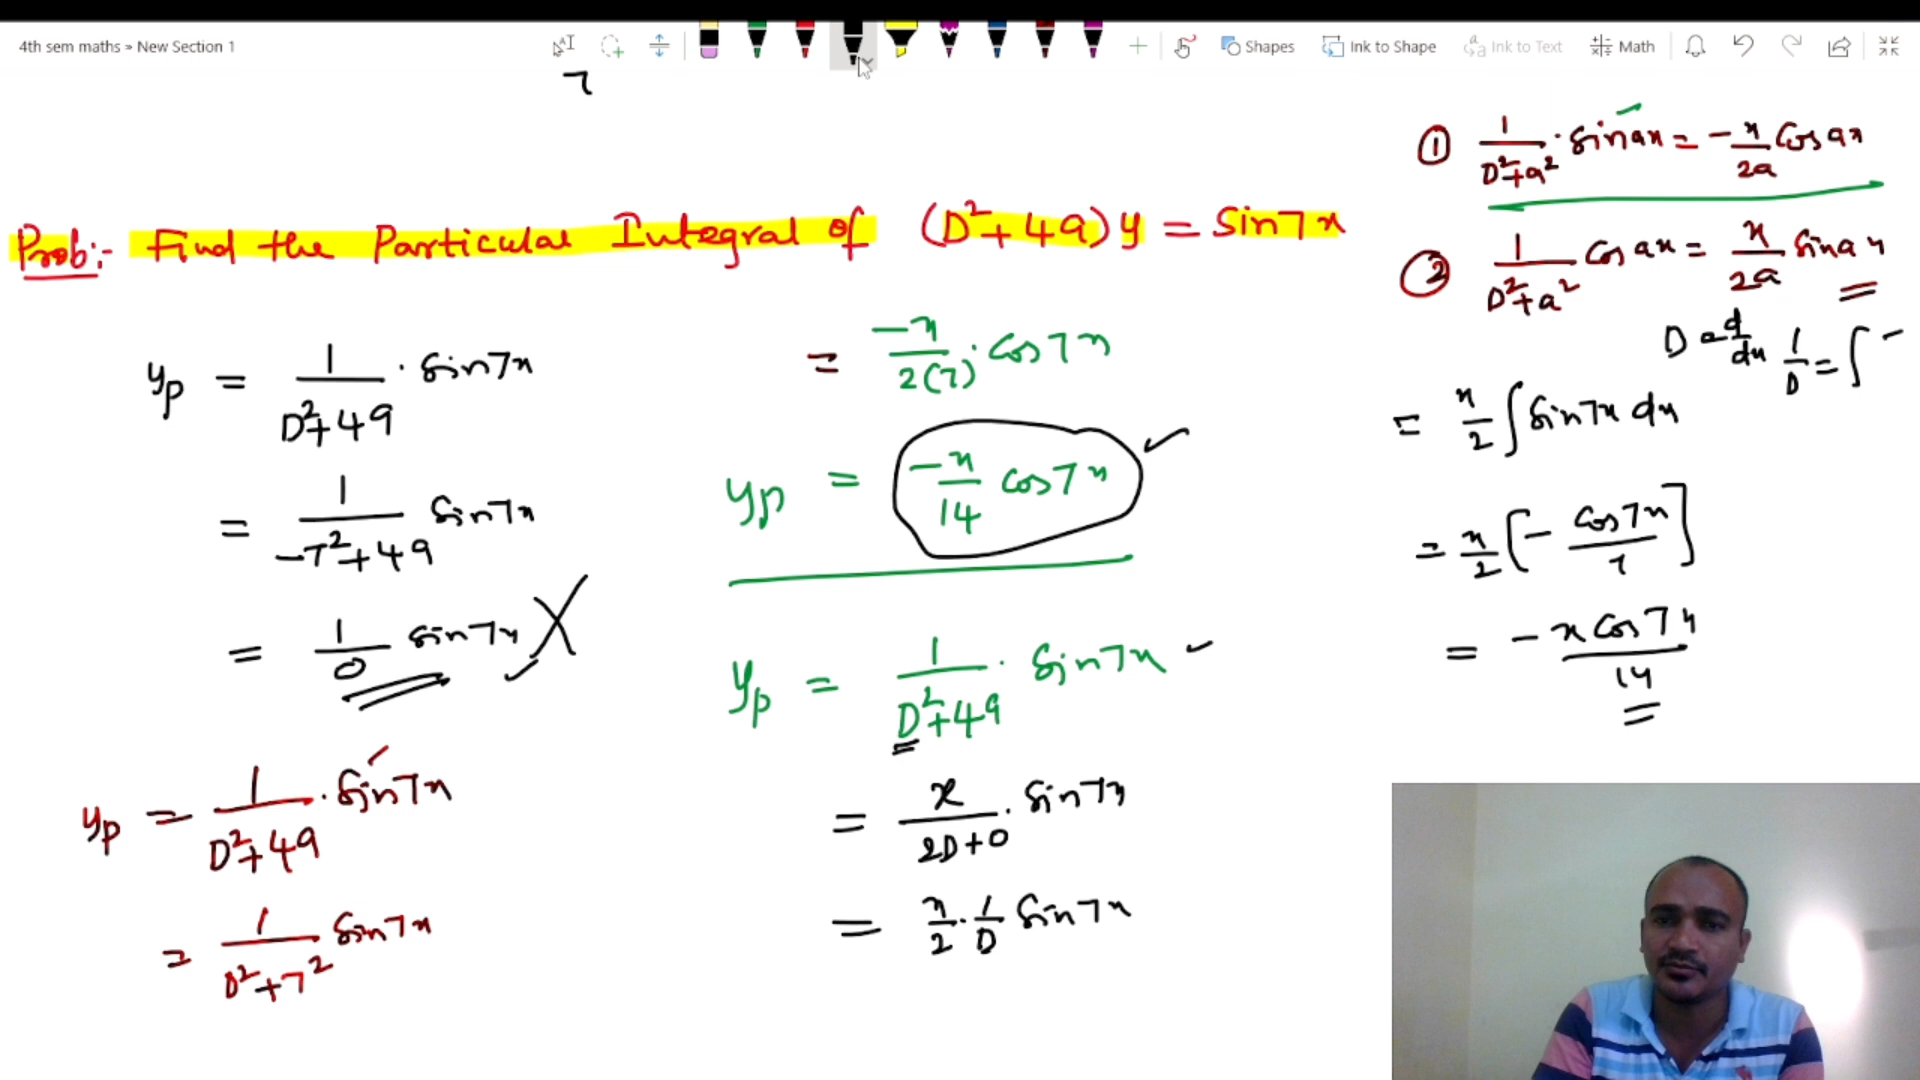 4th sem maths » New Section 1
Shapes Ink to Shape Ink to Text Math
7
Prob:- Find the Particular Integral of (D²+49)y = Sin7x
yp = 1/(D²+49) · Sin7x
= 1/(-7²+49) Sin7x
= 1/0 sin7x ✗
yp = 1/(D²+49) · Sin7x
= 1/(D²+7²) Sin7x
= -x/2(7) · Cos7x
yp = -x/14 Cos7x ✓
yp = 1/(D²+49) · Sin7x
= x/(2D+0) · Sin7x
= x/2 · 1/D Sin7x
① 1/(D²+a²) · Sinax = -x/2a Cosax
② 1/(D²+a²) Cosax = x/2a Sinax
D = d/dx 1/D = ∫
= x/2 ∫ Sin7x dx
= x/2 [- Cos7x/7]
= -x Cos7x/14